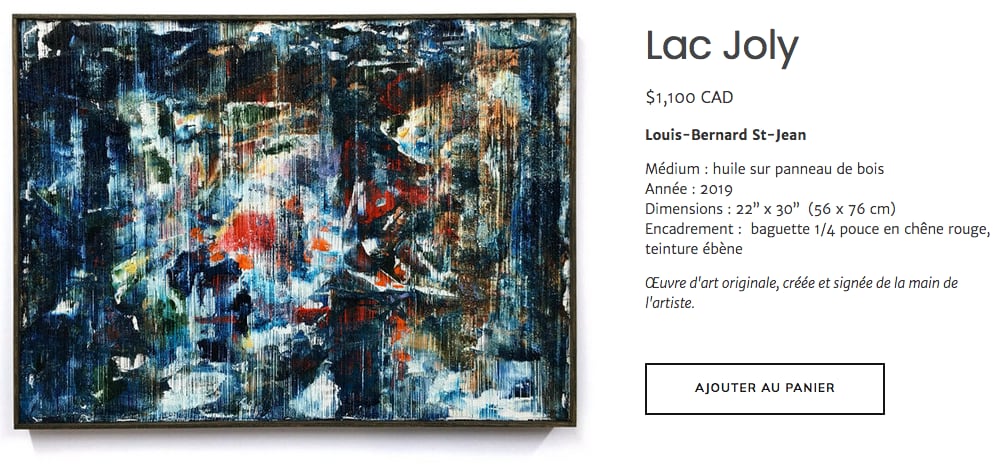 Lac Joly
$1,100 CAD
Louis-Bernard St-Jean
Médium : huile sur panneau de bois
Année : 2019
Dimensions : 22” x 30”  (56 x 76 cm)
Encadrement :  baguette 1/4 pouce en chêne rouge,
teinture ébène
Œuvre d'art originale, créée et signée de la main de
l'artiste.
AJOUTER AU PANIER